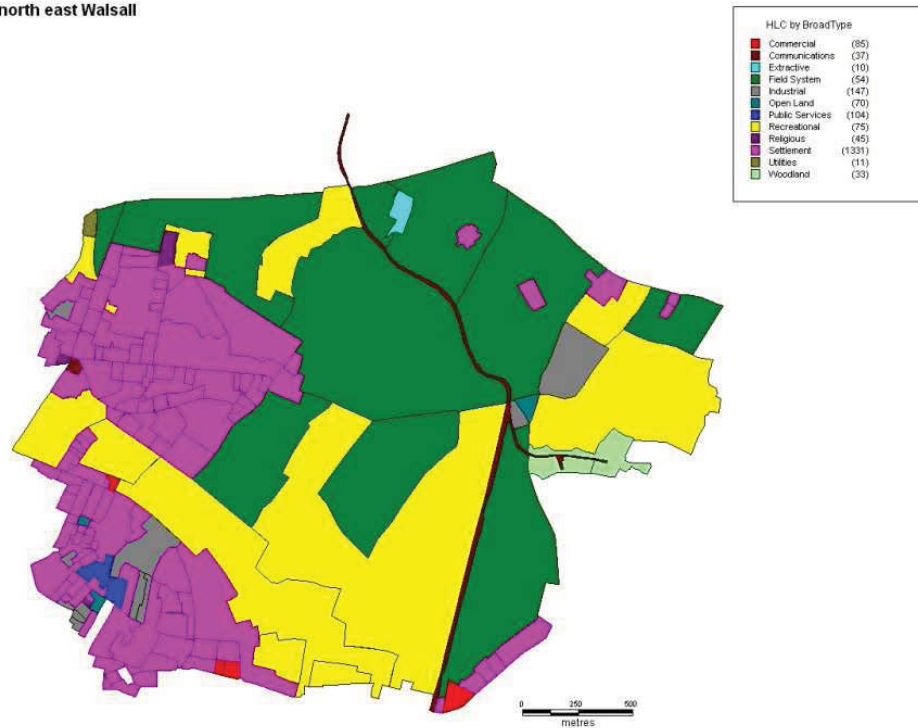 north east Walsall
HLC by BroadType
Commercial (85)
Communications (37)
Extractive (10)
Field System (54)
Industrial (147)
Open Land (70)
Public Services (104)
Recreational (75)
Religious (45)
Settlement (1331)
Utilities (11)
Woodland (33)
0 250 500
metres